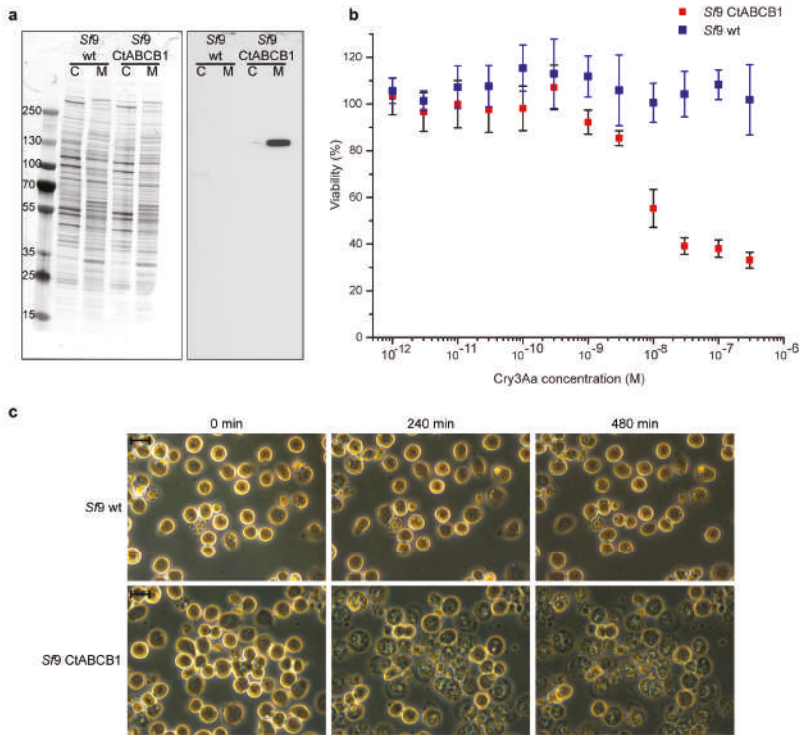 a
Sf9 wt
Sf9 CtABCB1
Sf9 wt
Sf9 CtABCB1
C M C M C M C M
250
130
100
70
55
35
25
15
b
Sf9 CtABCB1
Sf9 wt
Viability (%)
120
100
80
60
40
20
0
10-12 10-11 10-10 10-9 10-8 10-7 10-6
Cry3Aa concentration (M)
c
0 min 240 min 480 min
Sf9 wt
Sf9 CtABCB1